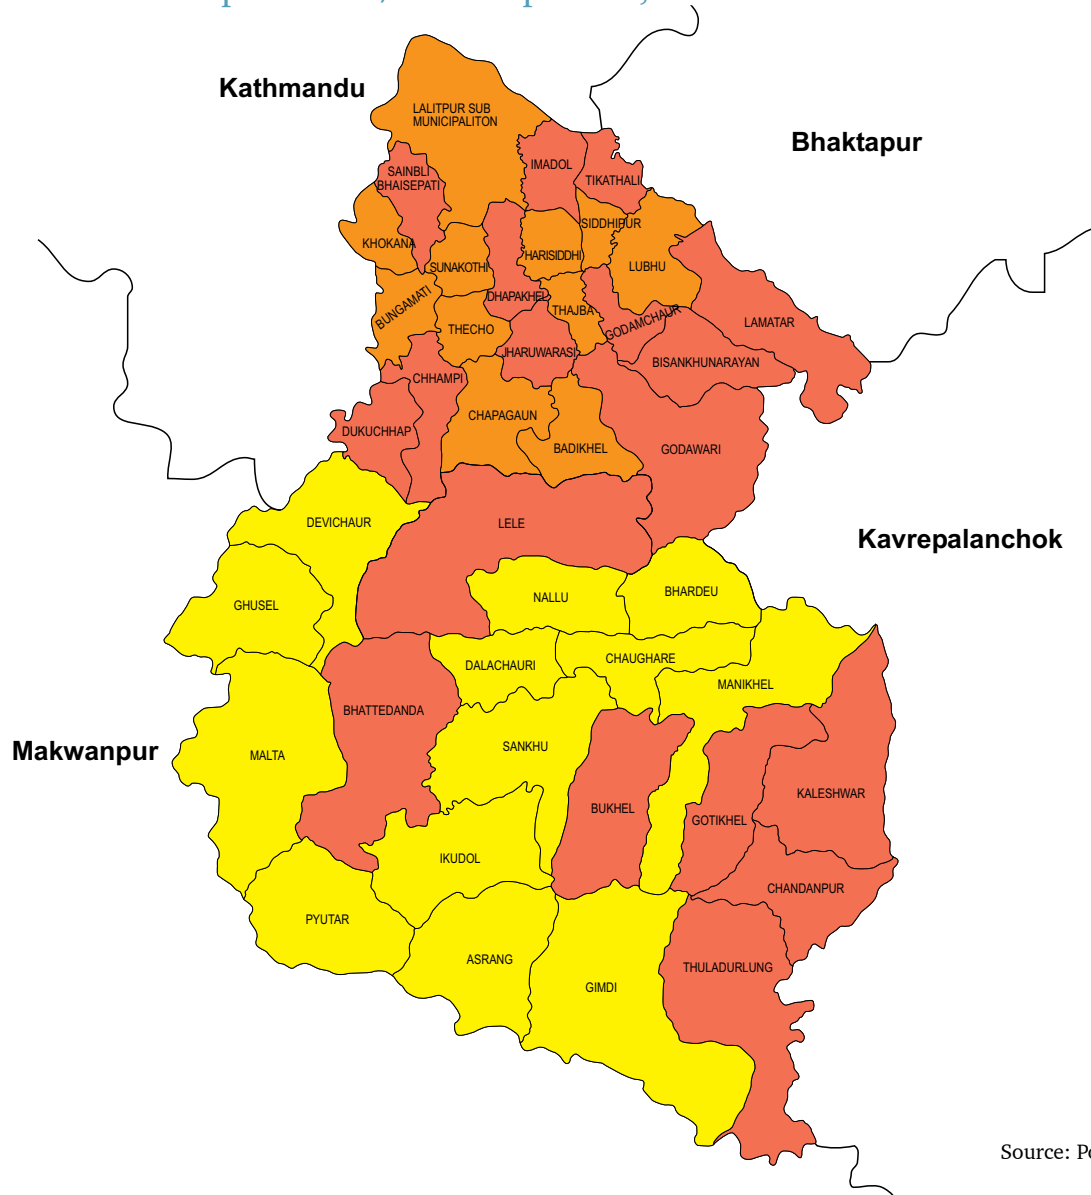 Kathmandu
LALITPUR SUB
MUNICIPALITON
Bhaktapur
IMADOL
SAINBLI
BHAISEPATI
TIKATHALI
SIDDHIPUR
KHOKANA
HARISIDDHI
SUNAKOTHI
LUBHU
DHAPAKHEL
BUNGAMATI
THAJBA
GODAMCHAUR
LAMATAR
THECHO
JHARUWARASI
BISANKHUNARAYAN
CHHAMPI
CHAPAGAUN
DUKUCHHAP
BADIKHEL
GODAWARI
DEVICHAUR
LELE
Kavrepalanchok
NALLU
BHARDEU
GHUSEL
DALACHAURI
CHAUGHARE
MANIKHEL
BHATTEDANDA
Makwanpur
MALTA
SANKHU
KALESHWAR
BUKHEL
GOTIKHEL
IKUDOL
CHANDANPUR
PYUTAR
ASRANG
THULADURLUNG
GIMDI
Source: